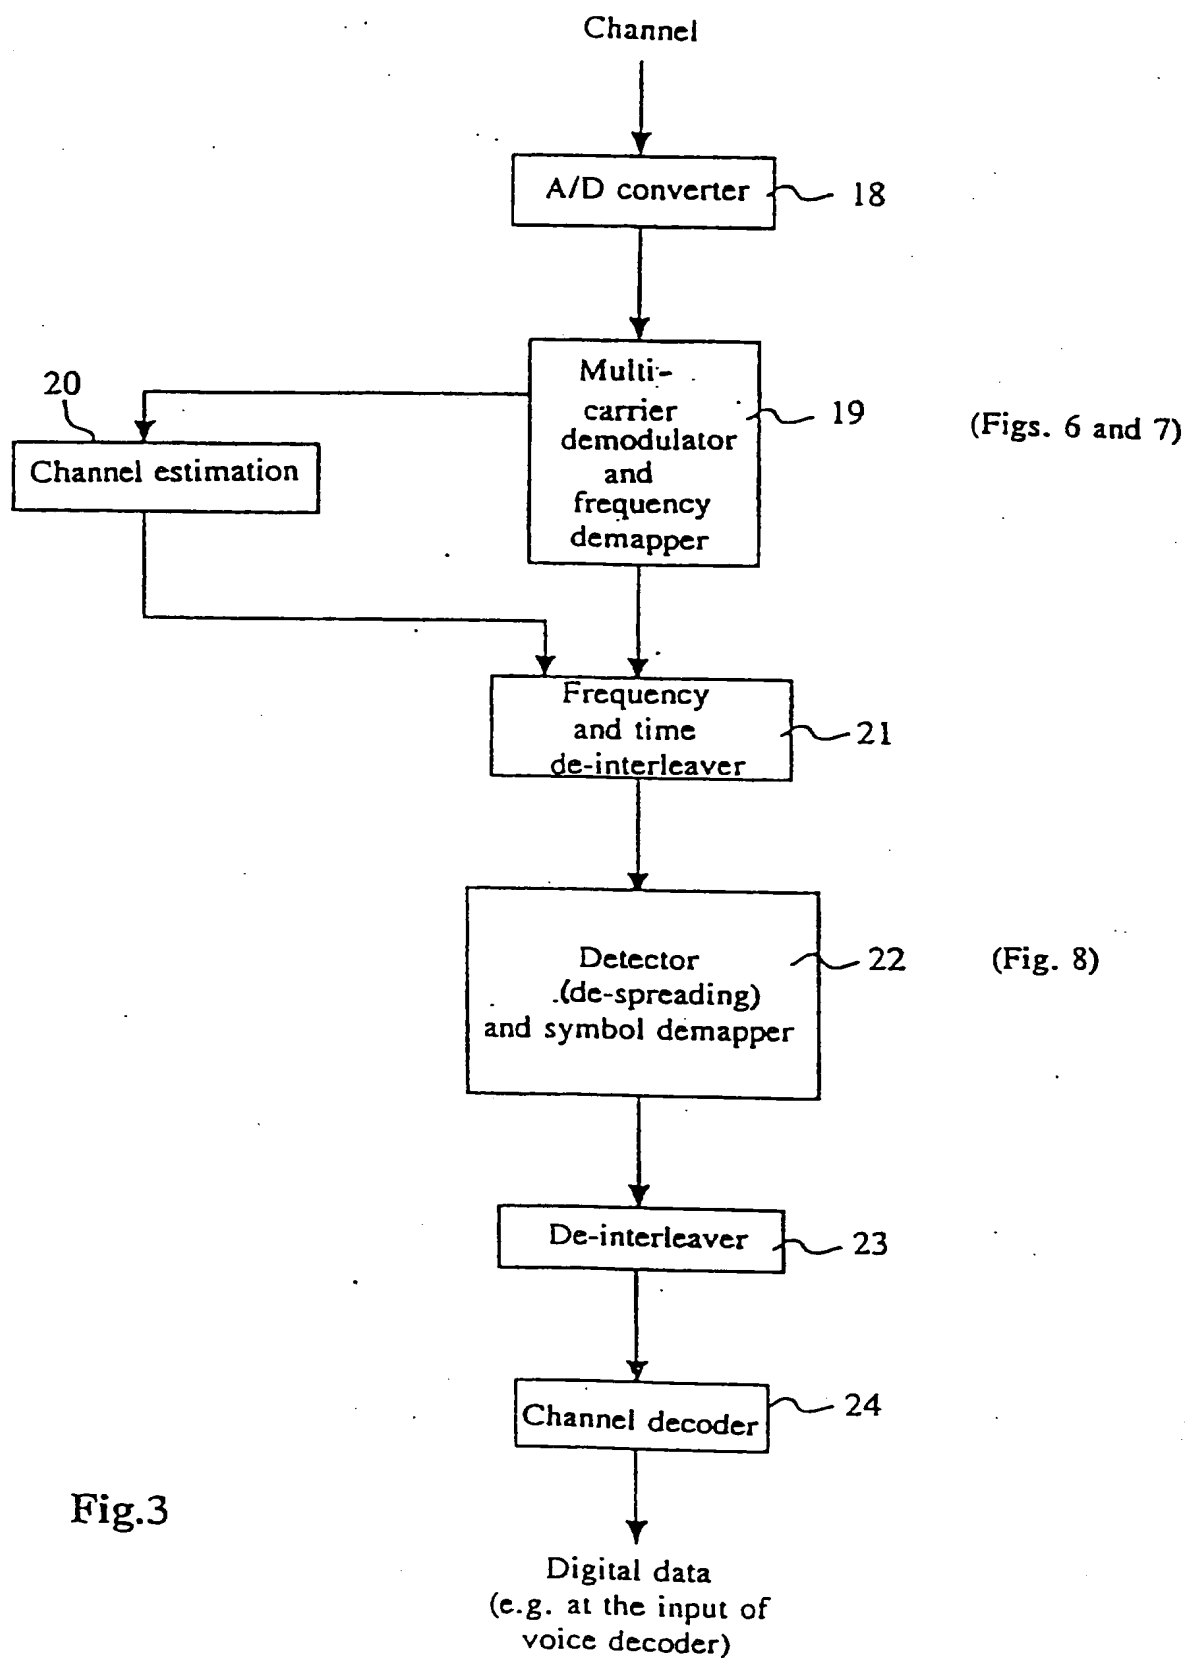 Channel
A/D converter
18
Multi-
carrier
demodulator
and
frequency
demapper
19
(Figs. 6 and 7)
20
Channel estimation
Frequency
and time
de-interleaver
21
Detector
(de-spreading)
and symbol demapper
22
(Fig. 8)
De-interleaver
23
Channel decoder
24
Fig.3
Digital data
(e.g. at the input of
voice decoder)